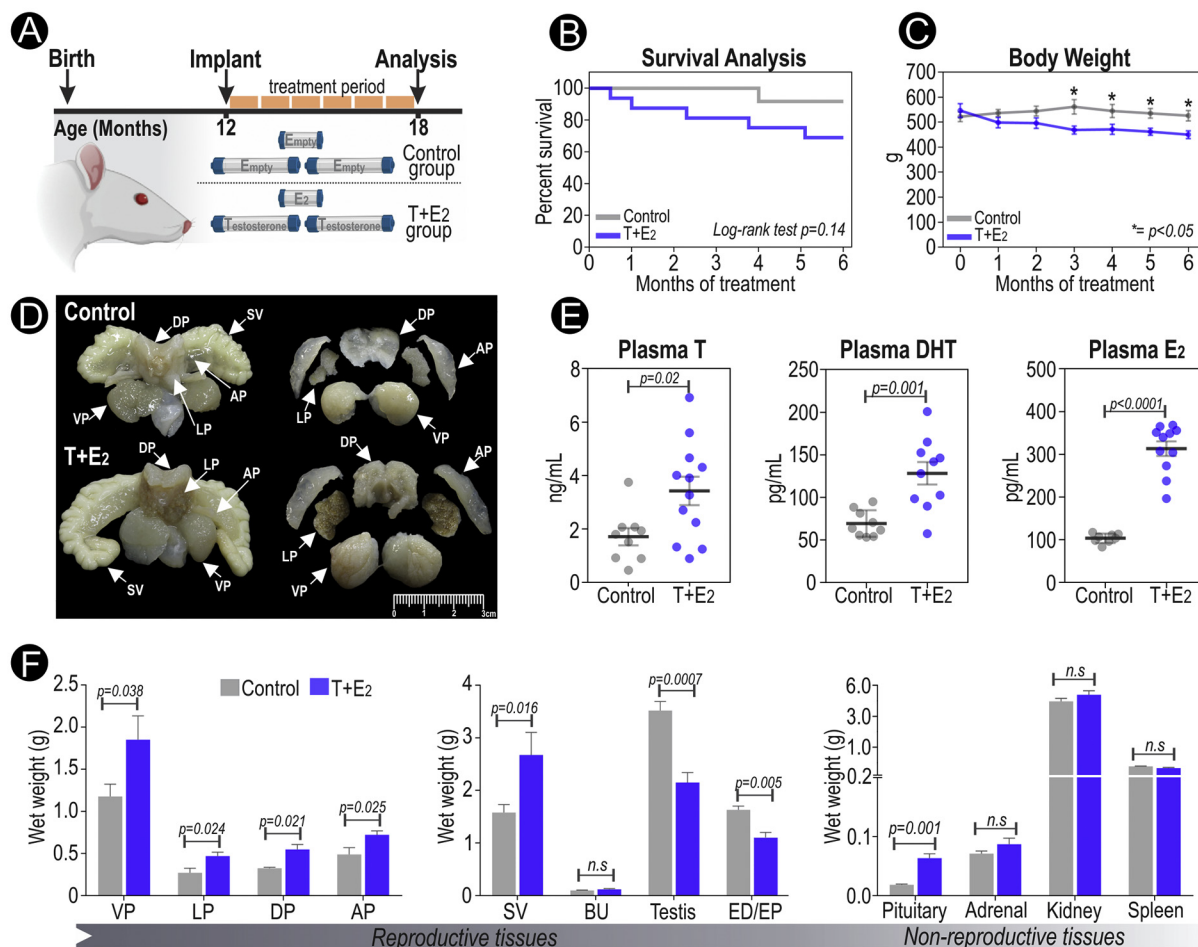 A
Birth
Implant
Analysis
treatment period
Age (Months)
12
18
Empty
Empty
Empty
Control
group
E2
Testosterone
Testosterone
T+E2
group
B
Survival Analysis
Percent survival
100
80
60
40
20
0
Control
T+E2
Log-rank test p=0.14
0 1 2 3 4 5 6
Months of treatment
C
Body Weight
g
700
600
500
400
300
200
100
0
* * * *
Control
T+E2
*= p<0.05
0 1 2 3 4 5 6
Months of treatment
D
Control
DP
SV
AP
VP
LP
DP
AP
LP
VP
T+E2
DP
LP
AP
SV
VP
DP
AP
LP
VP
0 1 2 3cm
E
Plasma T
p=0.02
ng/mL
8
6
4
2
0
Control T+E2
Plasma DHT
p=0.001
pg/mL
250
200
150
100
50
0
Control T+E2
Plasma E2
p<0.0001
pg/mL
500
400
300
200
100
0
Control T+E2
F
Control
T+E2
Wet weight (g)
2.5
2.0
1.5
1.0
0.5
0.0
p=0.038
p=0.024
p=0.021
p=0.025
VP LP DP AP
Wet weight (g)
4
3
2
1
0
p=0.016
n.s
p=0.0007
p=0.005
SV BU Testis ED/EP
Wet weight (g)
6.0
3.0
1.0
0.2
0.1
0.0
p=0.001
n.s
n.s
n.s
Pituitary Adrenal Kidney Spleen
Reproductive tissues
Non-reproductive tissues